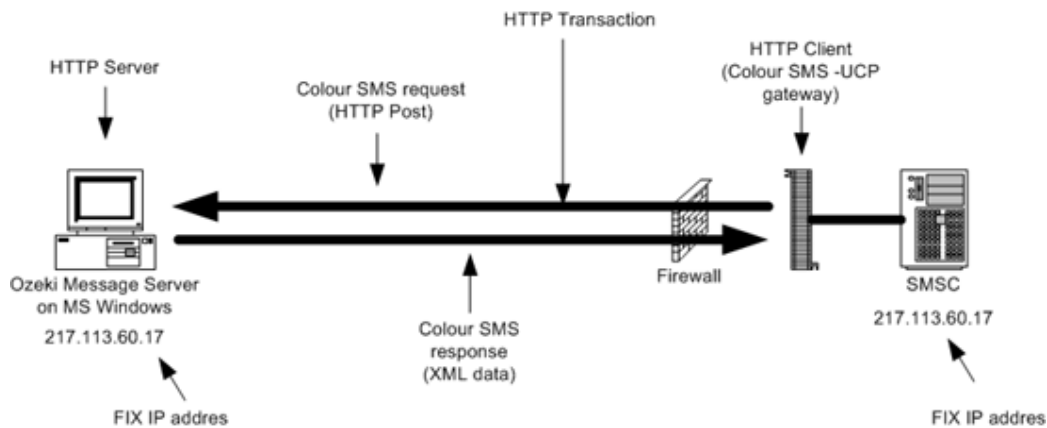 HTTP Transaction
HTTP Server
HTTP Client
(Colour SMS -UCP
gateway)
Colour SMS request
(HTTP Post)
Firewall
Ozeki Message Server
on MS Windows
217.113.60.17
SMSC
217.113.60.17
Colour SMS
response
(XML data)
FIX IP addres
FIX IP addres